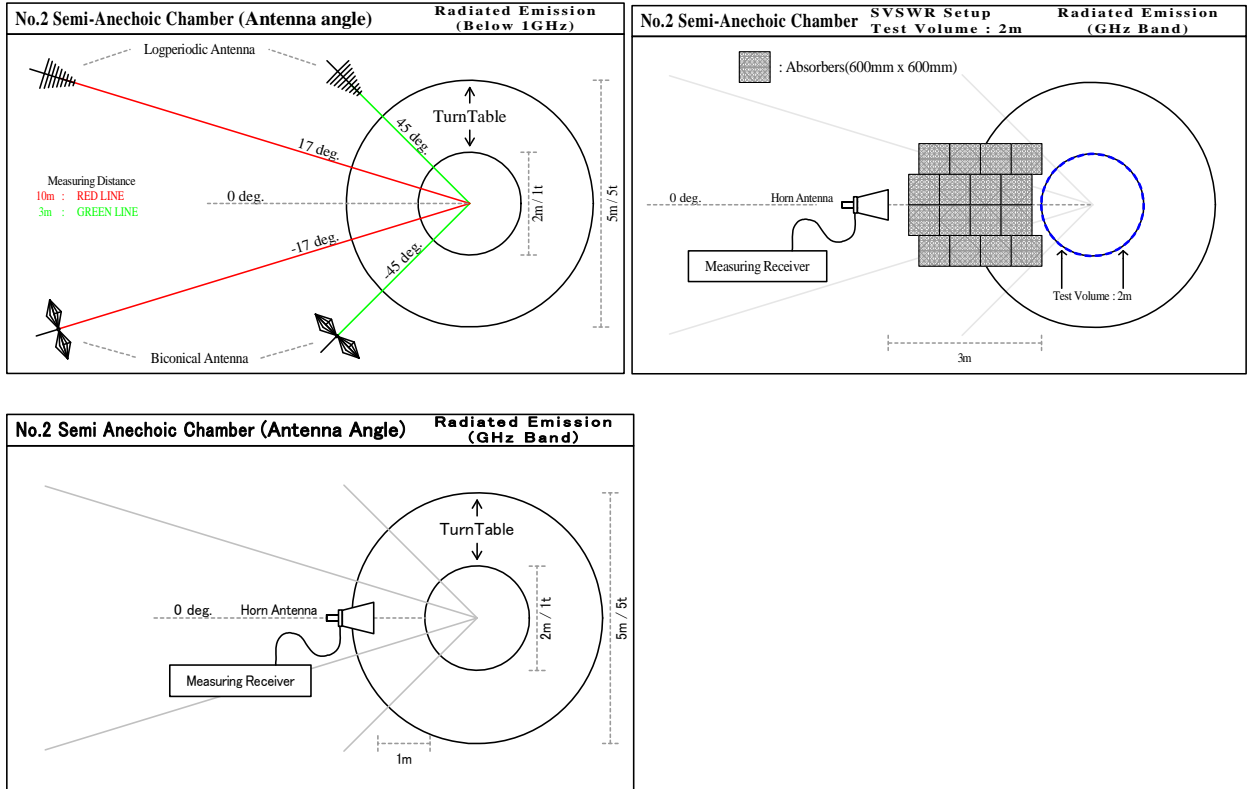 No.2 Semi-Anechoic Chamber (Antenna angle)
Radiated Emission
(Below 1GHz)
Logperiodic Antenna
TurnTable
45 deg.
17 deg.
Measuring Distance
10m : RED LINE
3m : GREEN LINE
0 deg.
2m / 1t
5m / 5t
-17 deg.
-45 deg.
Biconical Antenna
No.2 Semi-Anechoic Chamber
SVSWR Setup
Test Volume : 2m
Radiated Emission
(GHz Band)
: Absorbers(600mm x 600mm)
0 deg.
Horn Antenna
Measuring Receiver
Test Volume : 2m
3m
No.2 Semi Anechoic Chamber (Antenna Angle)
Radiated Emission
(GHz Band)
TurnTable
0 deg.
Horn Antenna
2m / 1t
5m / 5t
Measuring Receiver
1m